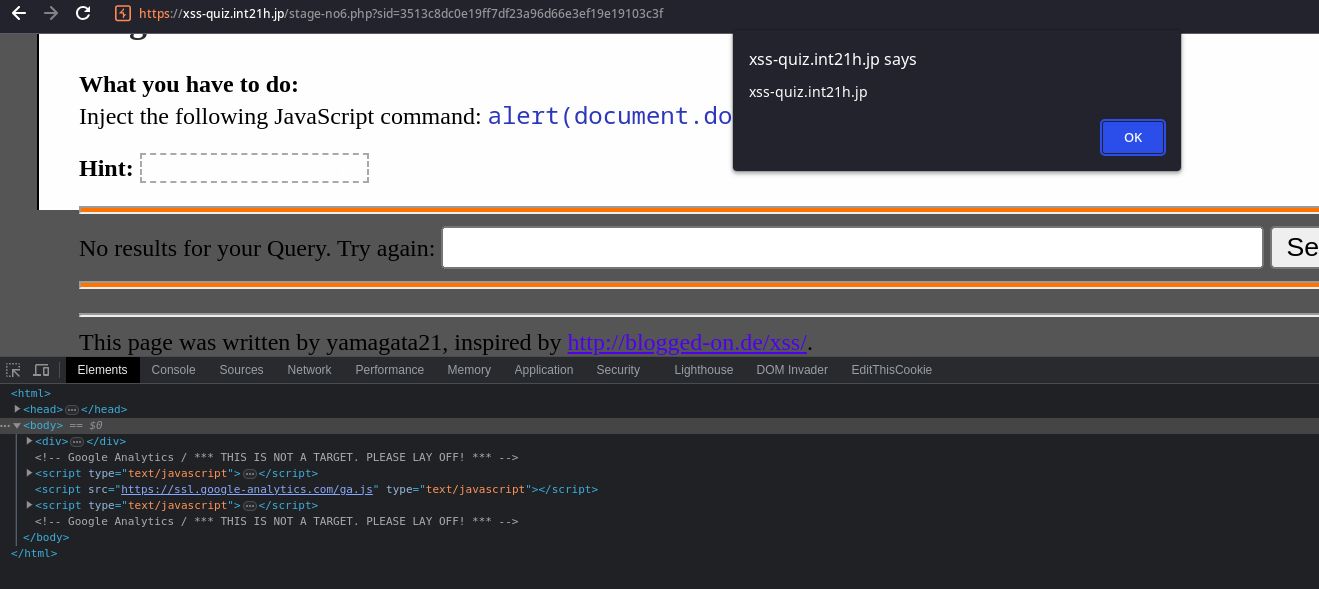 https://xss-quiz.int21h.jp/stage-no6.php?sid=3513c8dc0e19ff7df23a96d66e3ef19e19103c3f
xss-quiz.int21h.jp says
xss-quiz.int21h.jp
OK
What you have to do:
Inject the following JavaScript command: alert(document.do
Hint:
No results for your Query. Try again: Se
This page was written by yamagata21, inspired by http://blogged-on.de/xss/.
Elements Console Sources Network Performance Memory Application Security Lighthouse DOM Invader EditThisCookie
<html>
<head>…</head>
<body> == $0
<div>…</div>
<!-- Google Analytics / *** THIS IS NOT A TARGET. PLEASE LAY OFF! *** -->
<script type="text/javascript">…</script>
<script src="https://ssl.google-analytics.com/ga.js" type="text/javascript"></script>
<script type="text/javascript">…</script>
<!-- Google Analytics / *** THIS IS NOT A TARGET. PLEASE LAY OFF! *** -->
</body>
</html>